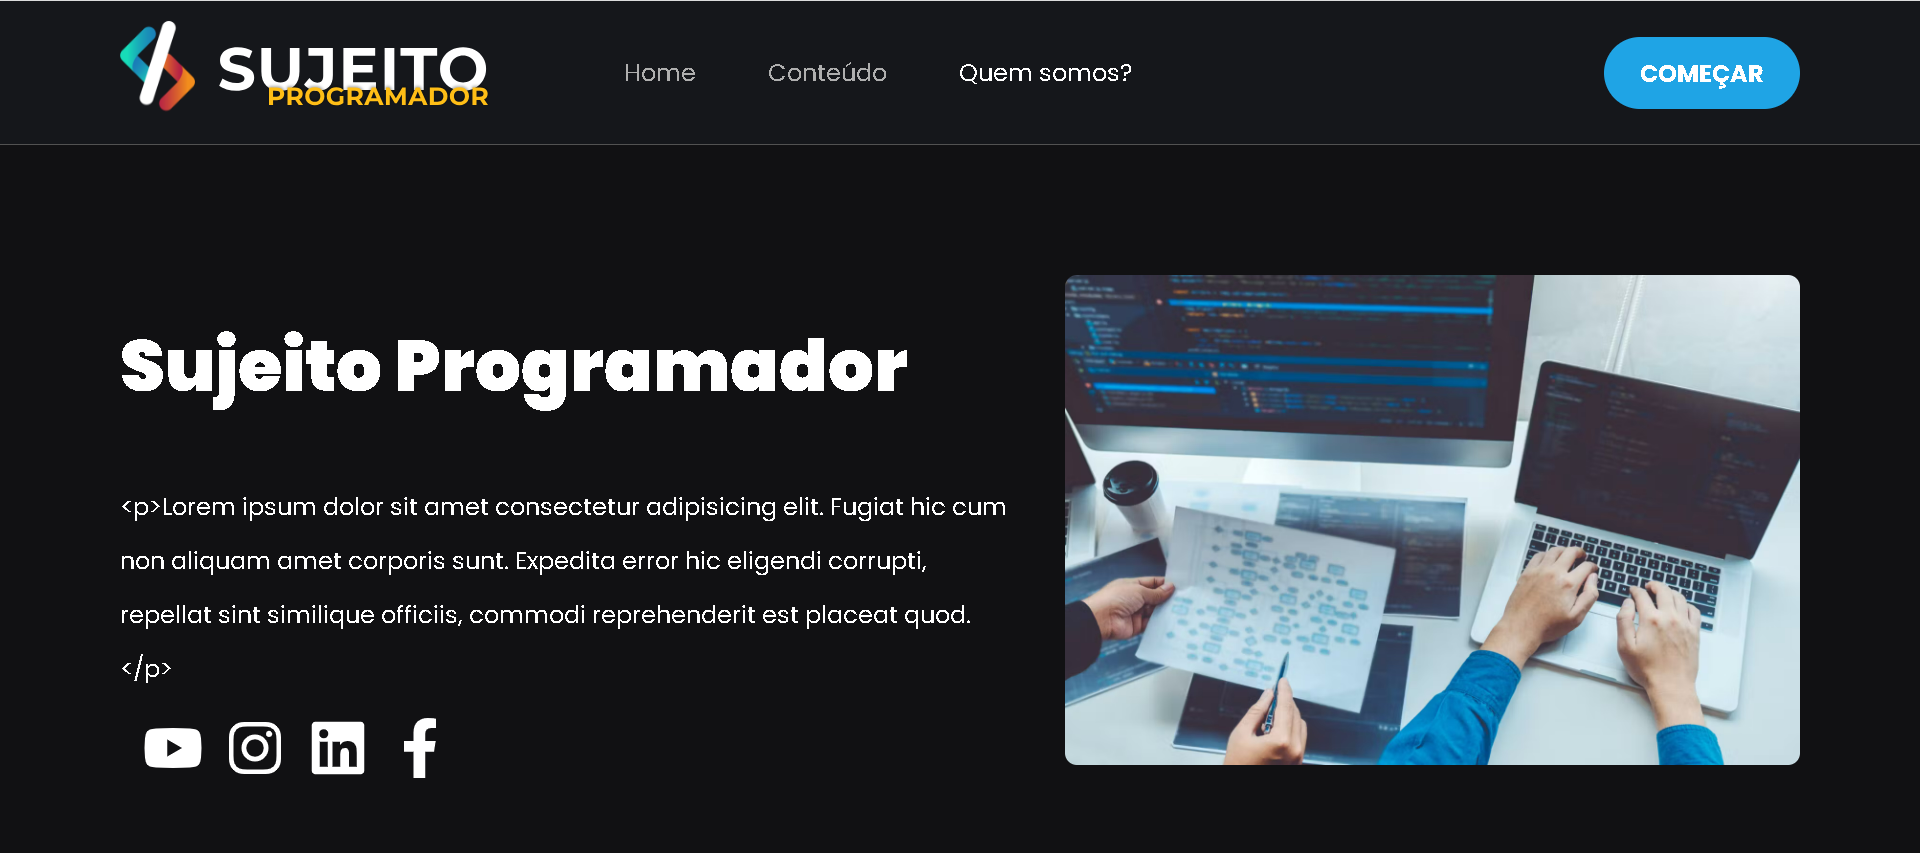 SUJEITO
PROGRAMADOR
Home
Conteúdo
Quem somos?
COMEÇAR
Sujeito Programador
<p>Lorem ipsum dolor sit amet consectetur adipisicing elit. Fugiat hic cum
non aliquam amet corporis sunt. Expedita error hic eligendi corrupti,
repellat sint similique officiis, commodi reprehenderit est placeat quod.
</p>
in